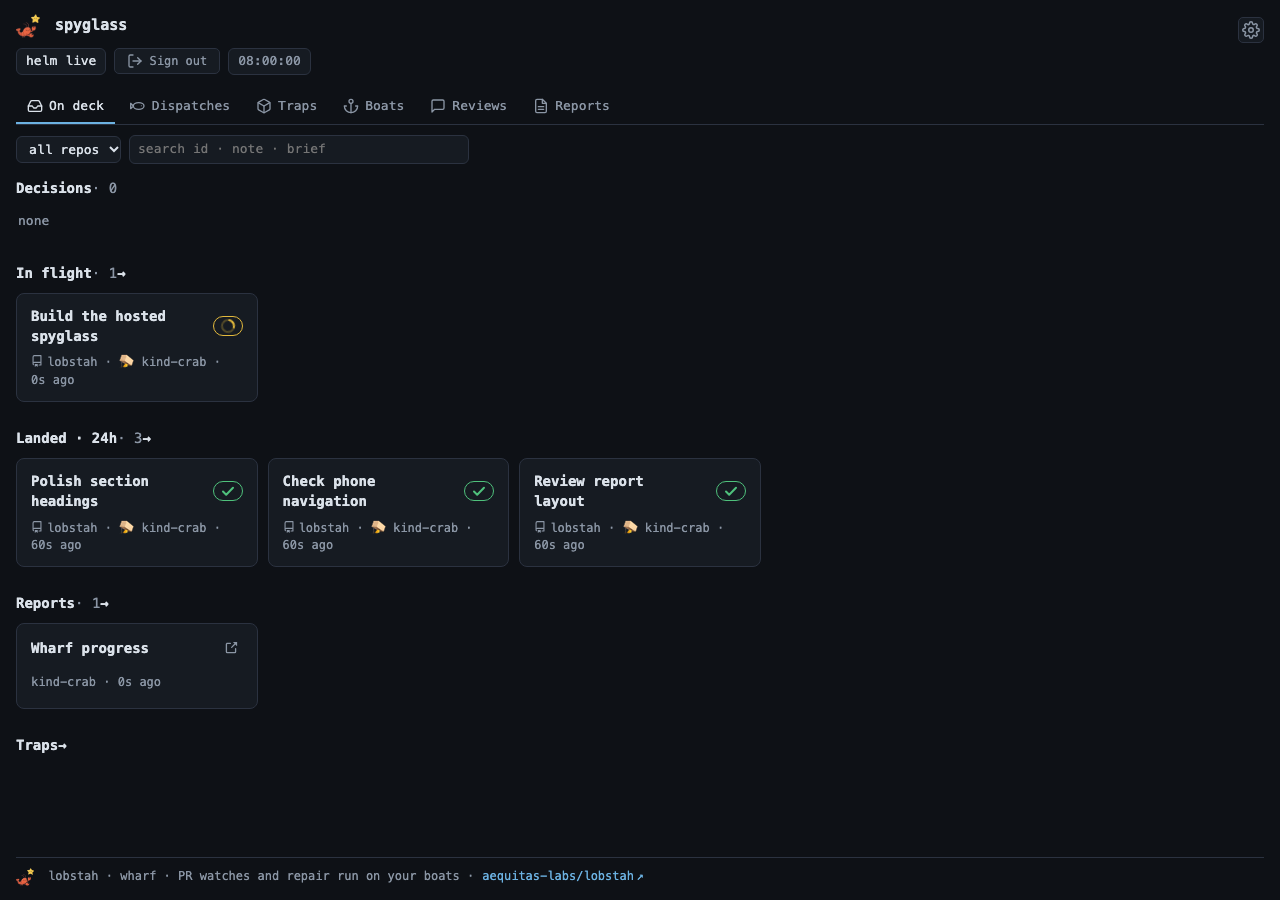 spyglass
helm live Sign out 08:00:00
On deck Dispatches Traps Boats Reviews Reports
all repos search id · note · brief
Decisions · 0
none
In flight · 1→
Build the hosted
spyglass
lobstah · kind-crab ·
0s ago
Landed · 24h · 3→
Polish section
headings
lobstah · kind-crab ·
60s ago
Check phone
navigation
lobstah · kind-crab ·
60s ago
Review report
layout
lobstah · kind-crab ·
60s ago
Reports · 1→
Wharf progress
kind-crab · 0s ago
Traps→
lobstah · wharf · PR watches and repair run on your boats · aequitas-labs/lobstah↗